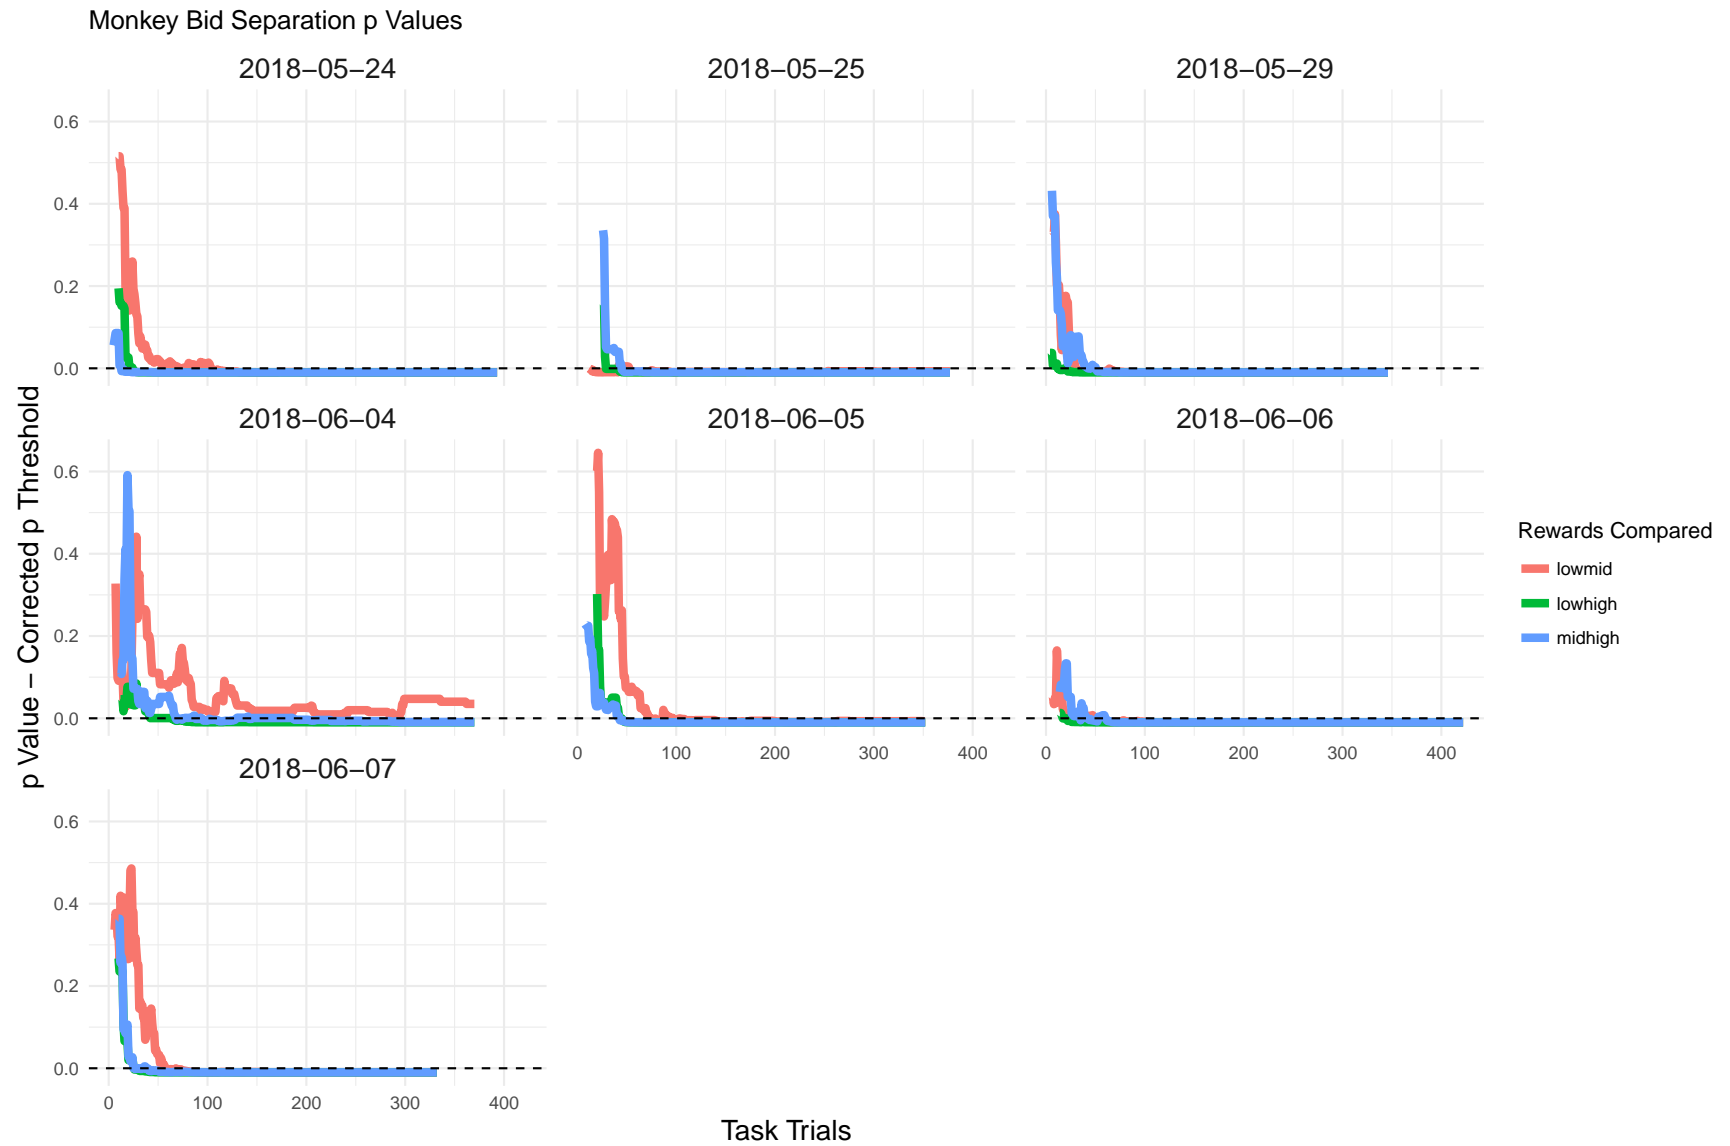 Monkey Bid Separation p Values
2018−05−24
2018−05−25
2018−05−29
0.6
0.4
0.2
0.0
2018−06−04
2018−06−05
2018−06−06
0.6
0.4
0.2
0.0
0 100 200 300 400
0 100 200 300 400
2018−06−07
0.6
0.4
0.2
0.0
0 100 200 300 400
p Value − Corrected p Threshold
Task Trials
Rewards Compared
lowmid
lowhigh
midhigh